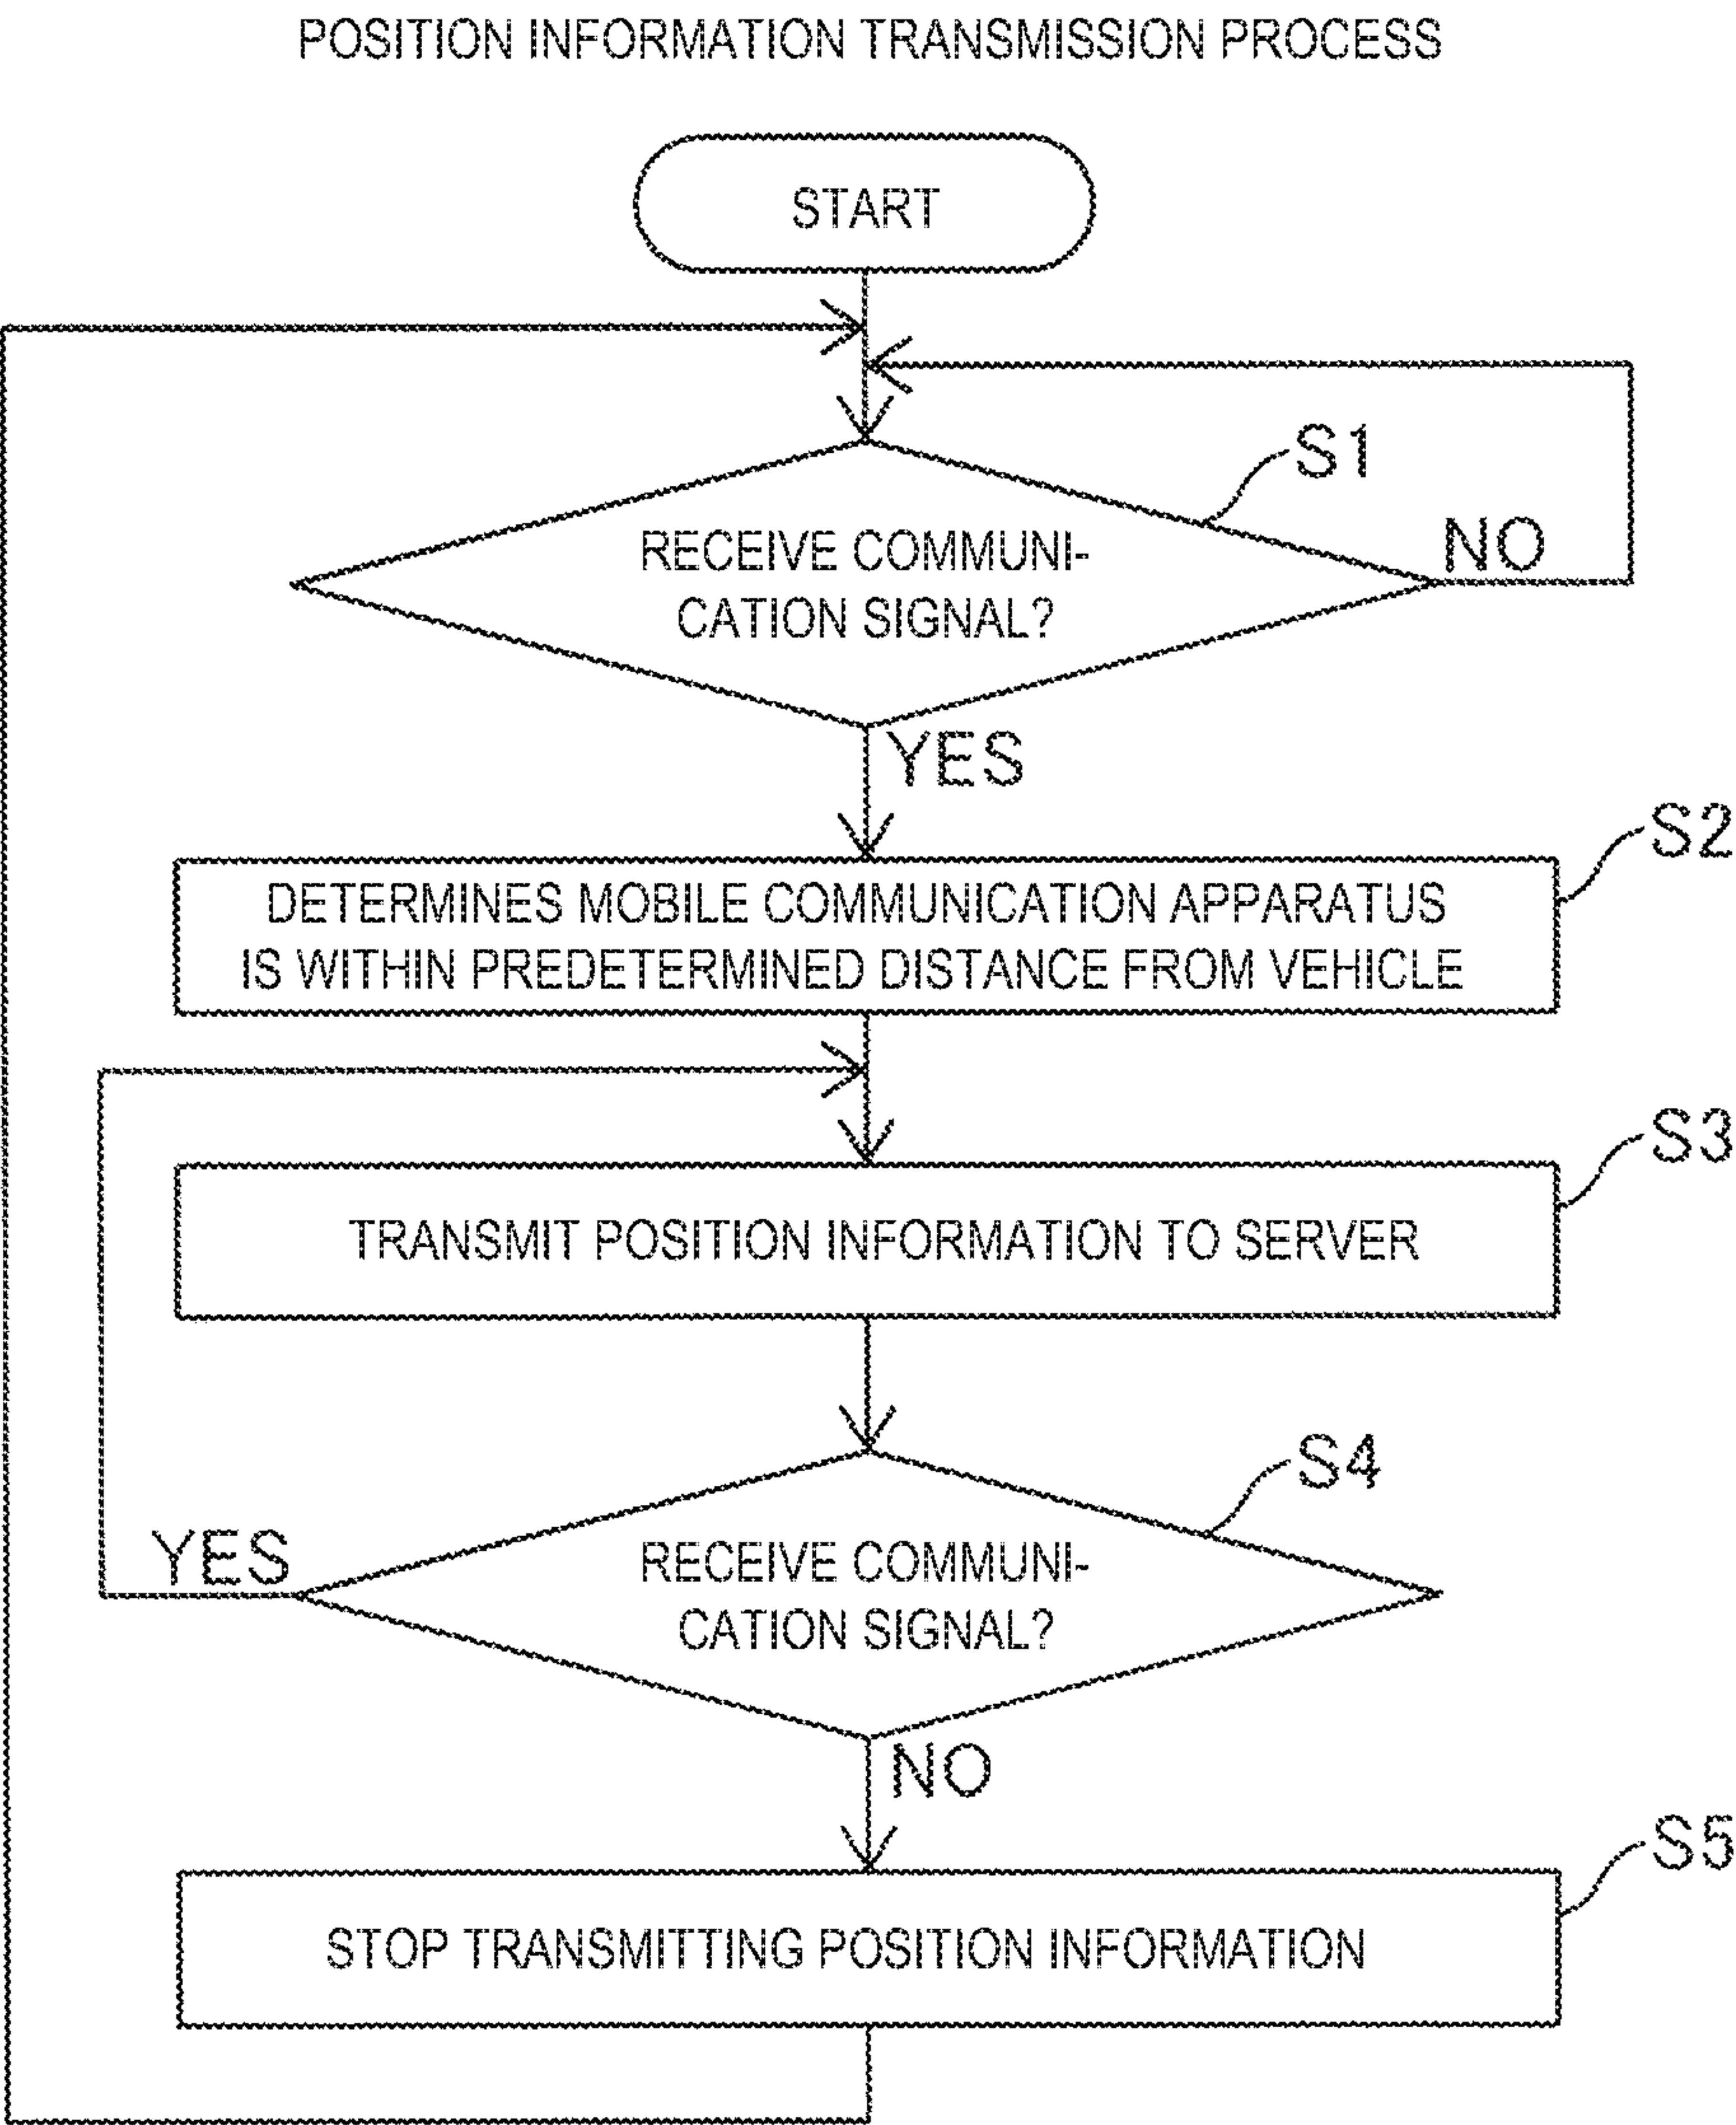 POSITION INFORMATION TRANSMISSION PROCESS
START
S1
RECEIVE COMMUNI-
CATION SIGNAL?
NO
YES
S2
DETERMINES MOBILE COMMUNICATION APPARATUS
IS WITHIN PREDETERMINED DISTANCE FROM VEHICLE
S3
TRANSMIT POSITION INFORMATION TO SERVER
S4
YES
RECEIVE COMMUNI-
CATION SIGNAL?
NO
S5
STOP TRANSMITTING POSITION INFORMATION